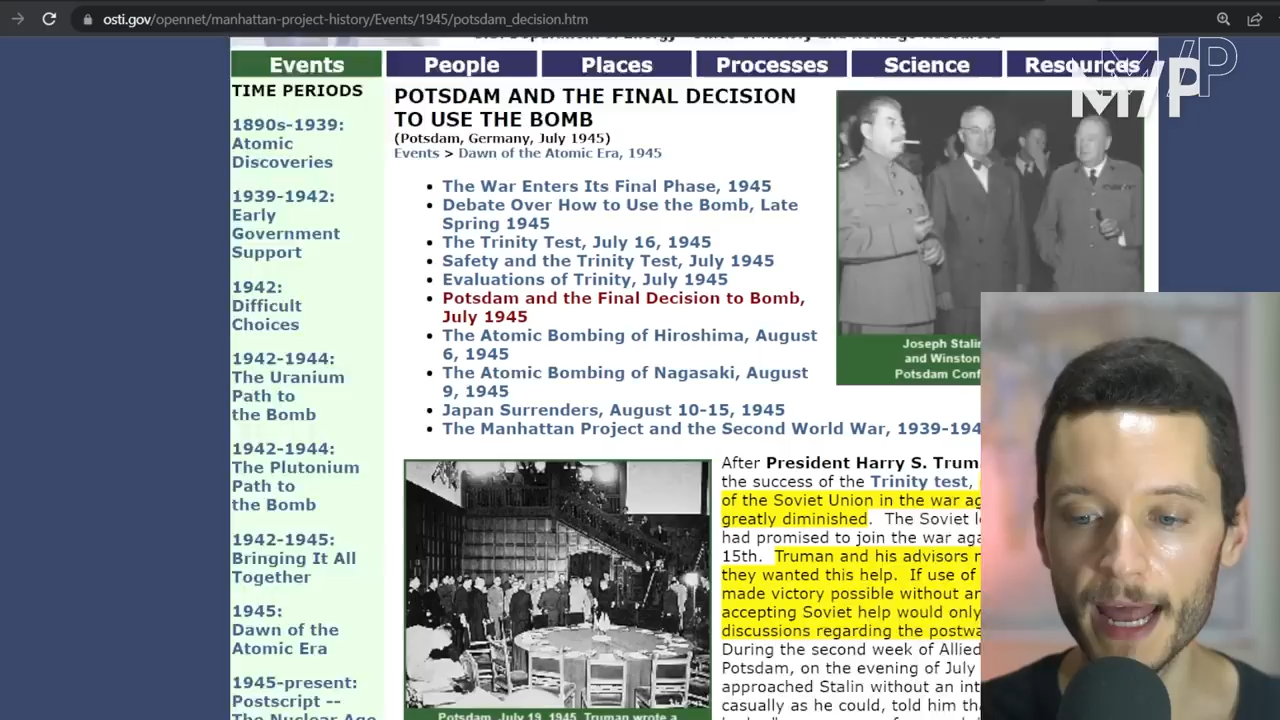 osti.gov/opennet/manhattan-project-history/Events/1945/potsdam_decision.htm
Events People Places Processes Science Resources
M/P
TIME PERIODS
1890s-1939:
Atomic
Discoveries
1939-1942:
Early
Government
Support
1942:
Difficult
Choices
1942-1944:
The Uranium
Path to
the Bomb
1942-1944:
The Plutonium
Path to
the Bomb
1942-1945:
Bringing It All
Together
1945:
Dawn of the
Atomic Era
1945-present:
Postscript --
The Nuclear Age
POTSDAM AND THE FINAL DECISION
TO USE THE BOMB
(Potsdam, Germany, July 1945)
Events > Dawn of the Atomic Era, 1945
• The War Enters Its Final Phase, 1945
• Debate Over How to Use the Bomb, Late
Spring 1945
• The Trinity Test, July 16, 1945
• Safety and the Trinity Test, July 1945
• Evaluations of Trinity, July 1945
• Potsdam and the Final Decision to Bomb,
July 1945
• The Atomic Bombing of Hiroshima, August
6, 1945
• The Atomic Bombing of Nagasaki, August
9, 1945
• Japan Surrenders, August 10-15, 1945
• The Manhattan Project and the Second World War, 1939-194
Joseph Stalin
and Winston
Potsdam Conf
After President Harry S. Trum
the success of the Trinity test,
of the Soviet Union in the war ag
greatly diminished. The Soviet
had promised to join the war aga
15th. Truman and his advisors
they wanted this help. If use of
made victory possible without an
accepting Soviet help would only
discussions regarding the postwa
During the second week of Allied
Potsdam, on the evening of July
approached Stalin without an int
casually as he could, told him tha
Potsdam, July 19, 1945. Truman wrote a